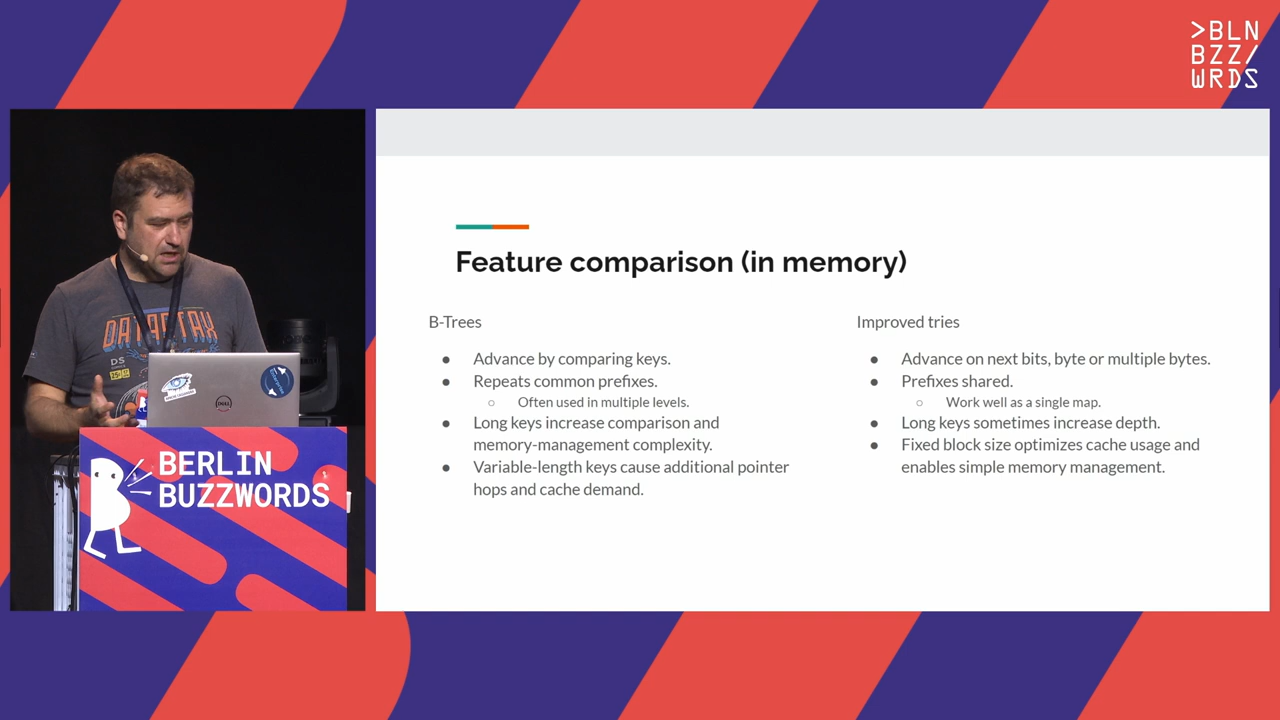 >BLN
BZZ/
WRDS
Feature comparison (in memory)
B-Trees
● Advance by comparing keys.
● Repeats common prefixes.
○ Often used in multiple levels.
● Long keys increase comparison and
memory-management complexity.
● Variable-length keys cause additional pointer
hops and cache demand.
Improved tries
● Advance on next bits, byte or multiple bytes.
● Prefixes shared.
○ Work well as a single map.
● Long keys sometimes increase depth.
● Fixed block size optimizes cache usage and
enables simple memory management.
DATASTAX
DS
DELL
BERLIN
BUZZWORDS